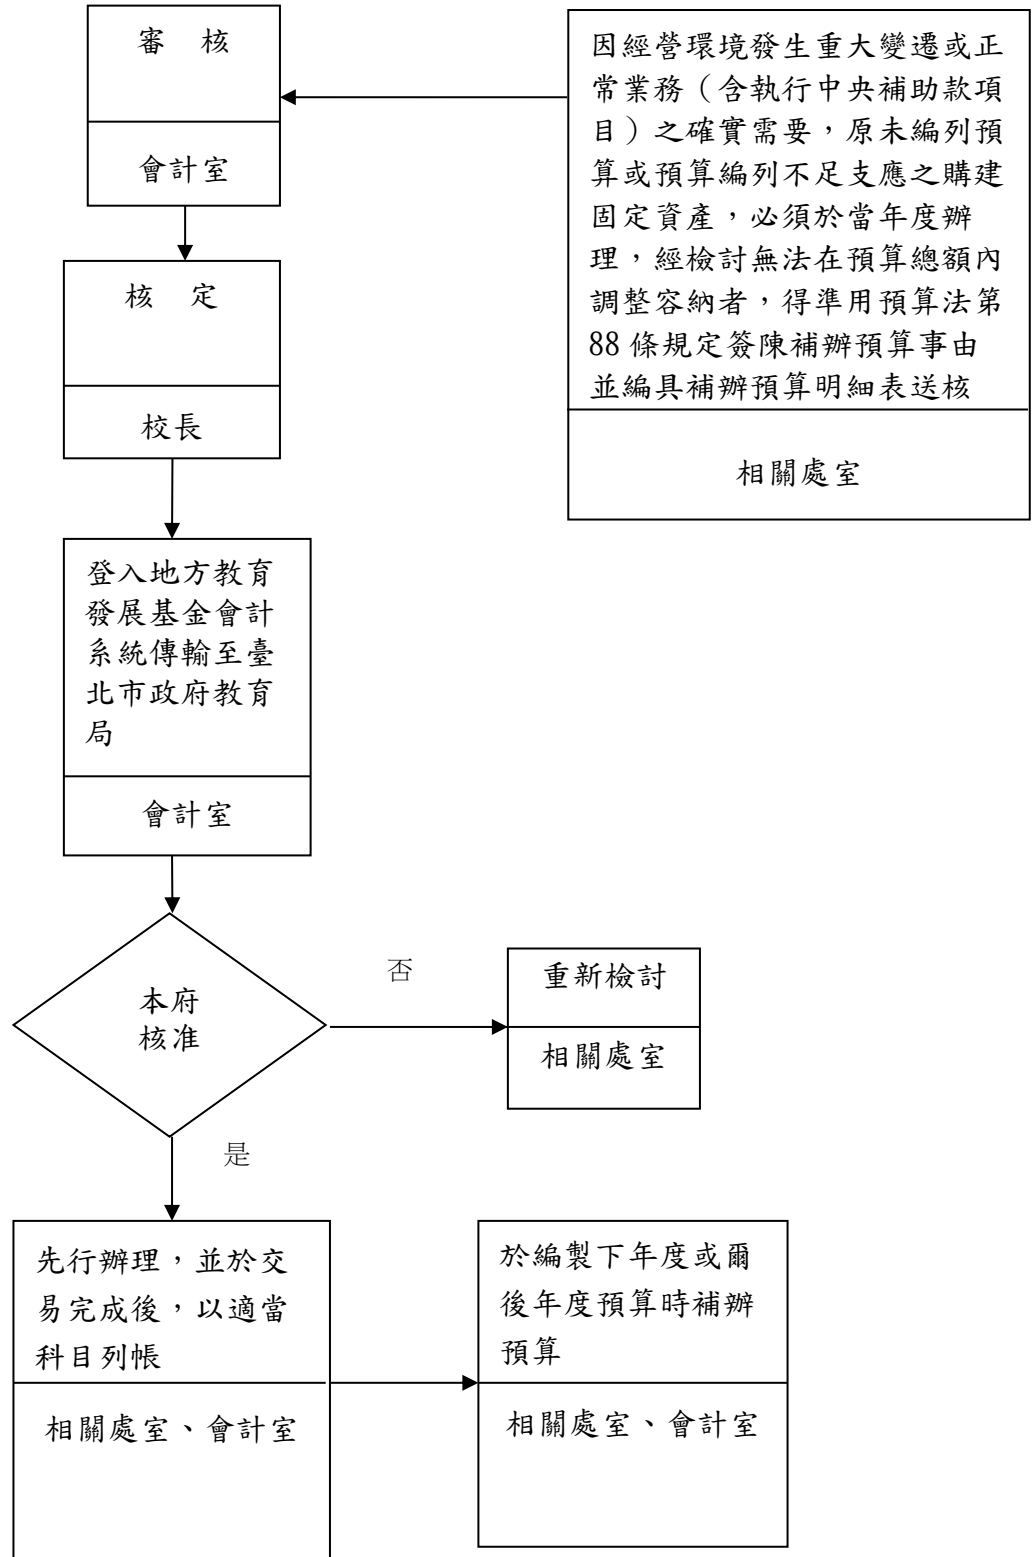 審　核
會計室
因經營環境發生重大變遷或正
常業務（含執行中央補助款項
目）之確實需要，原未編列預
算或預算編列不足支應之購建
固定資產，必須於當年度辦
理，經檢討無法在預算總額內
調整容納者，得準用預算法第
88 條規定簽陳補辦預算事由
並編具補辦預算明細表送核
相關處室
核　定
校長
登入地方教育
發展基金會計
系統傳輸至臺
北市政府教育
局
會計室
本府
核准
否
重新檢討
相關處室
是
先行辦理，並於交
易完成後，以適當
科目列帳
相關處室、會計室
於編製下年度或爾
後年度預算時補辦
預算
相關處室、會計室